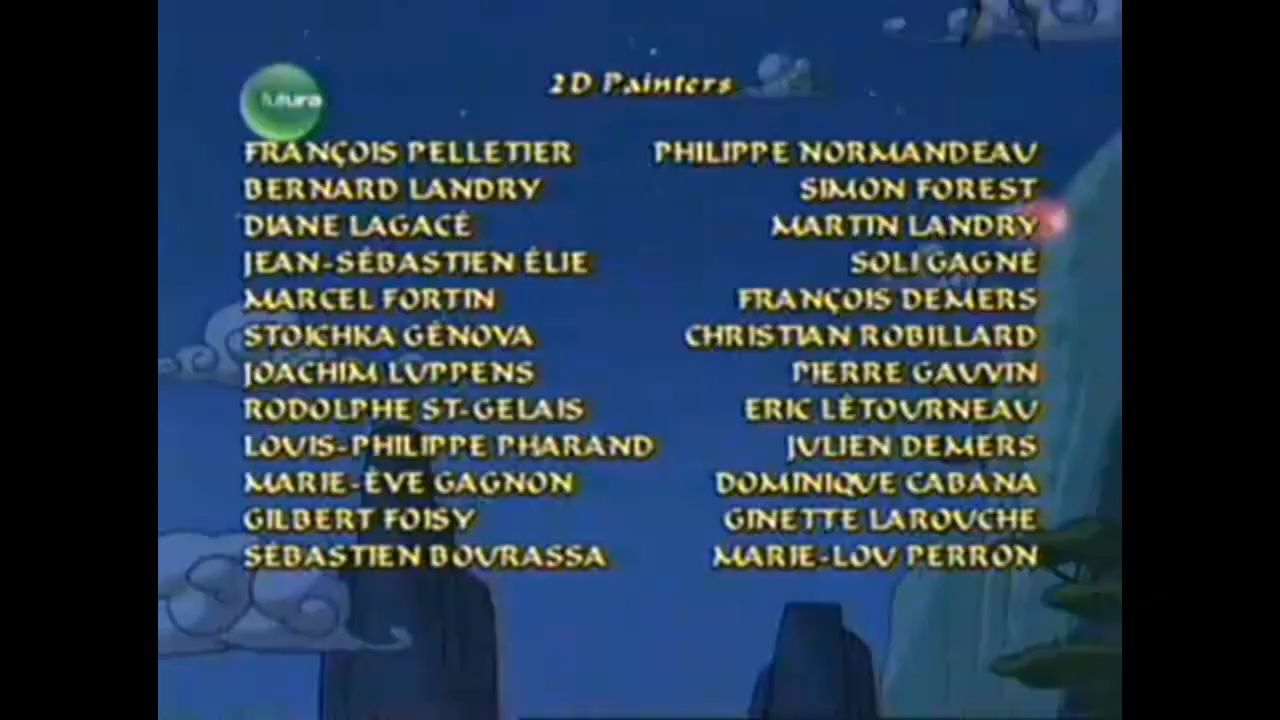 futura
2D Painters
FRANÇOIS PELLETIER PHILIPPE NORMANDEAU
BERNARD LANDRY SIMON FOREST
DIANE LAGACÉ MARTIN LANDRY
JEAN-SÉBASTIEN ÉLIE SOLI GAGNÉ
MARCEL FORTIN FRANÇOIS DEMERS
STOICHKA GÉNOVA CHRISTIAN ROBILLARD
JOACHIM LUPPENS PIERRE GAUVIN
RODOLPHE ST-GELAIS ERIC LÉTOURNEAU
LOUIS-PHILIPPE PHARAND JULIEN DEMERS
MARIE-ÈVE GAGNON DOMINIQUE CABANA
GILBERT FOISY GINETTE LAROUCHE
SÉBASTIEN BOURASSA MARIE-LOU PERRON